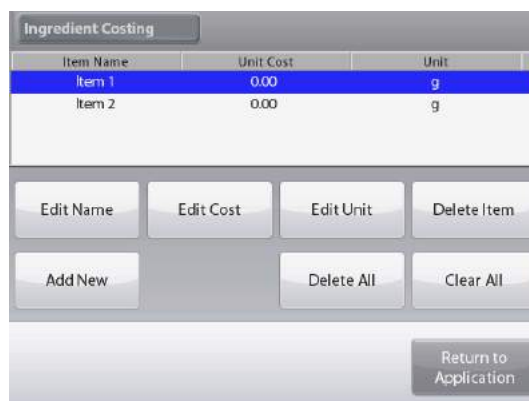 Ingredient Costing
Item Name Unit Cost Unit
Item 1 0.00 g
Item 2 0.00 g
Edit Name Edit Cost Edit Unit Delete Item
Add New Delete All Clear All
Return to
Application